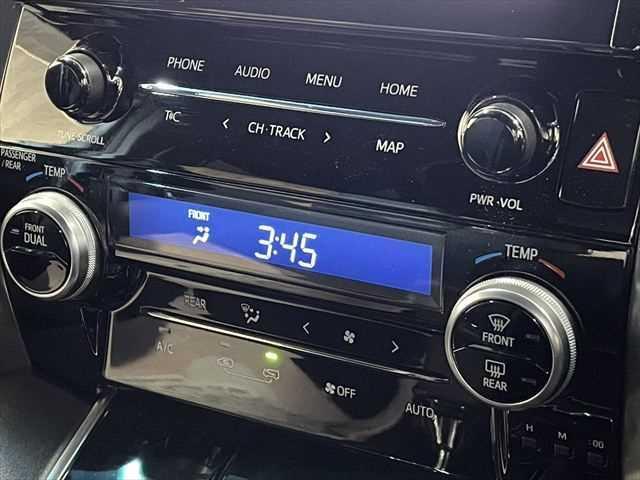 PHONE AUDIO MENU HOME
TUNE·SCROLL
T°C < CH·TRACK > MAP
PWR·VOL
PASSENGER
/ REAR
TEMP
FRONT
DUAL
FRONT
3:45
TEMP
REAR
A/C
OFF
AUTO
FRONT
REAR
H M :00